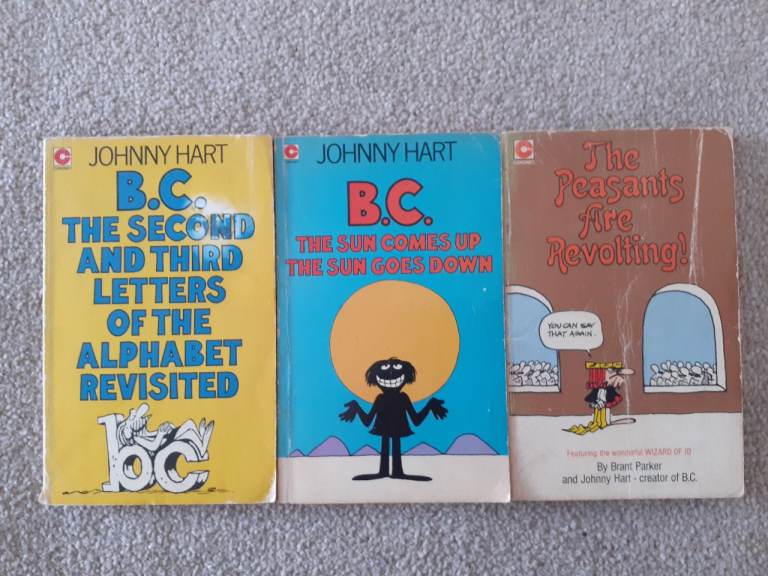 CORONET
JOHNNY HART
B.C.
THE SECOND
AND THIRD
LETTERS
OF THE
ALPHABET
REVISITED
bc
JOHNNY HART
B.C.
THE SUN COMES UP
THE SUN GOES DOWN
The
Peasants
Are
Revolting!
YOU CAN SAY
THAT AGAIN.
Featuring the wonderful WIZARD OF ID
By Brant Parker
and Johnny Hart - creator of B.C.